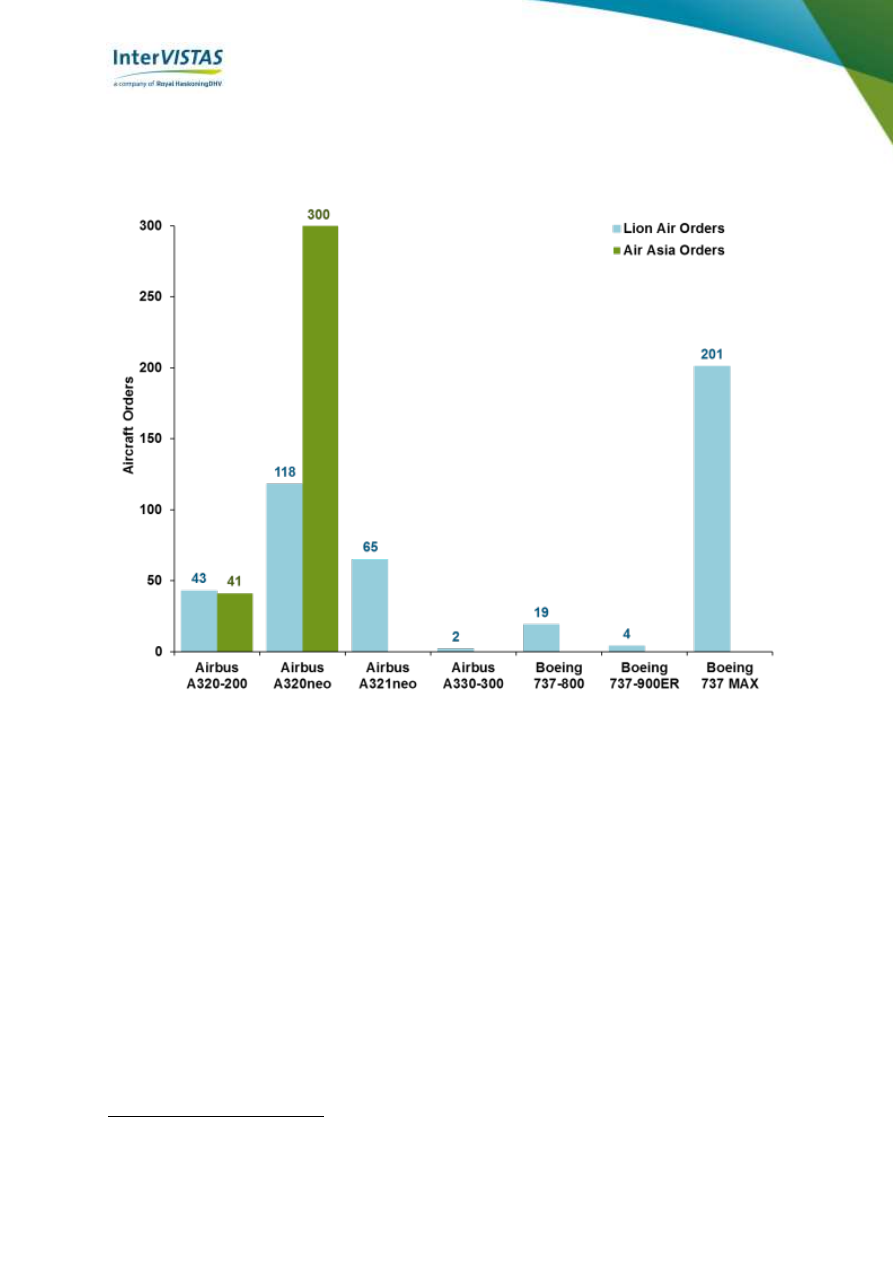 InterVISTAS
a company of Royal HaskoningDHV
Lion Air Orders
Air Asia Orders
Aircraft Orders
300
250
200
150
100
50
0
43
41
118
300
65
2
19
4
201
Airbus
A320-200
Airbus
A320neo
Airbus
A321neo
Airbus
A330-300
Boeing
737-800
Boeing
737-900ER
Boeing
737 MAX